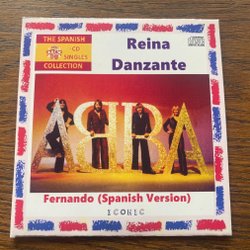 THE SPANISH
CD
SINGLES
COLLECTION
Reina
Danzante
ABBA
Fernando (Spanish Version)
ICONIC